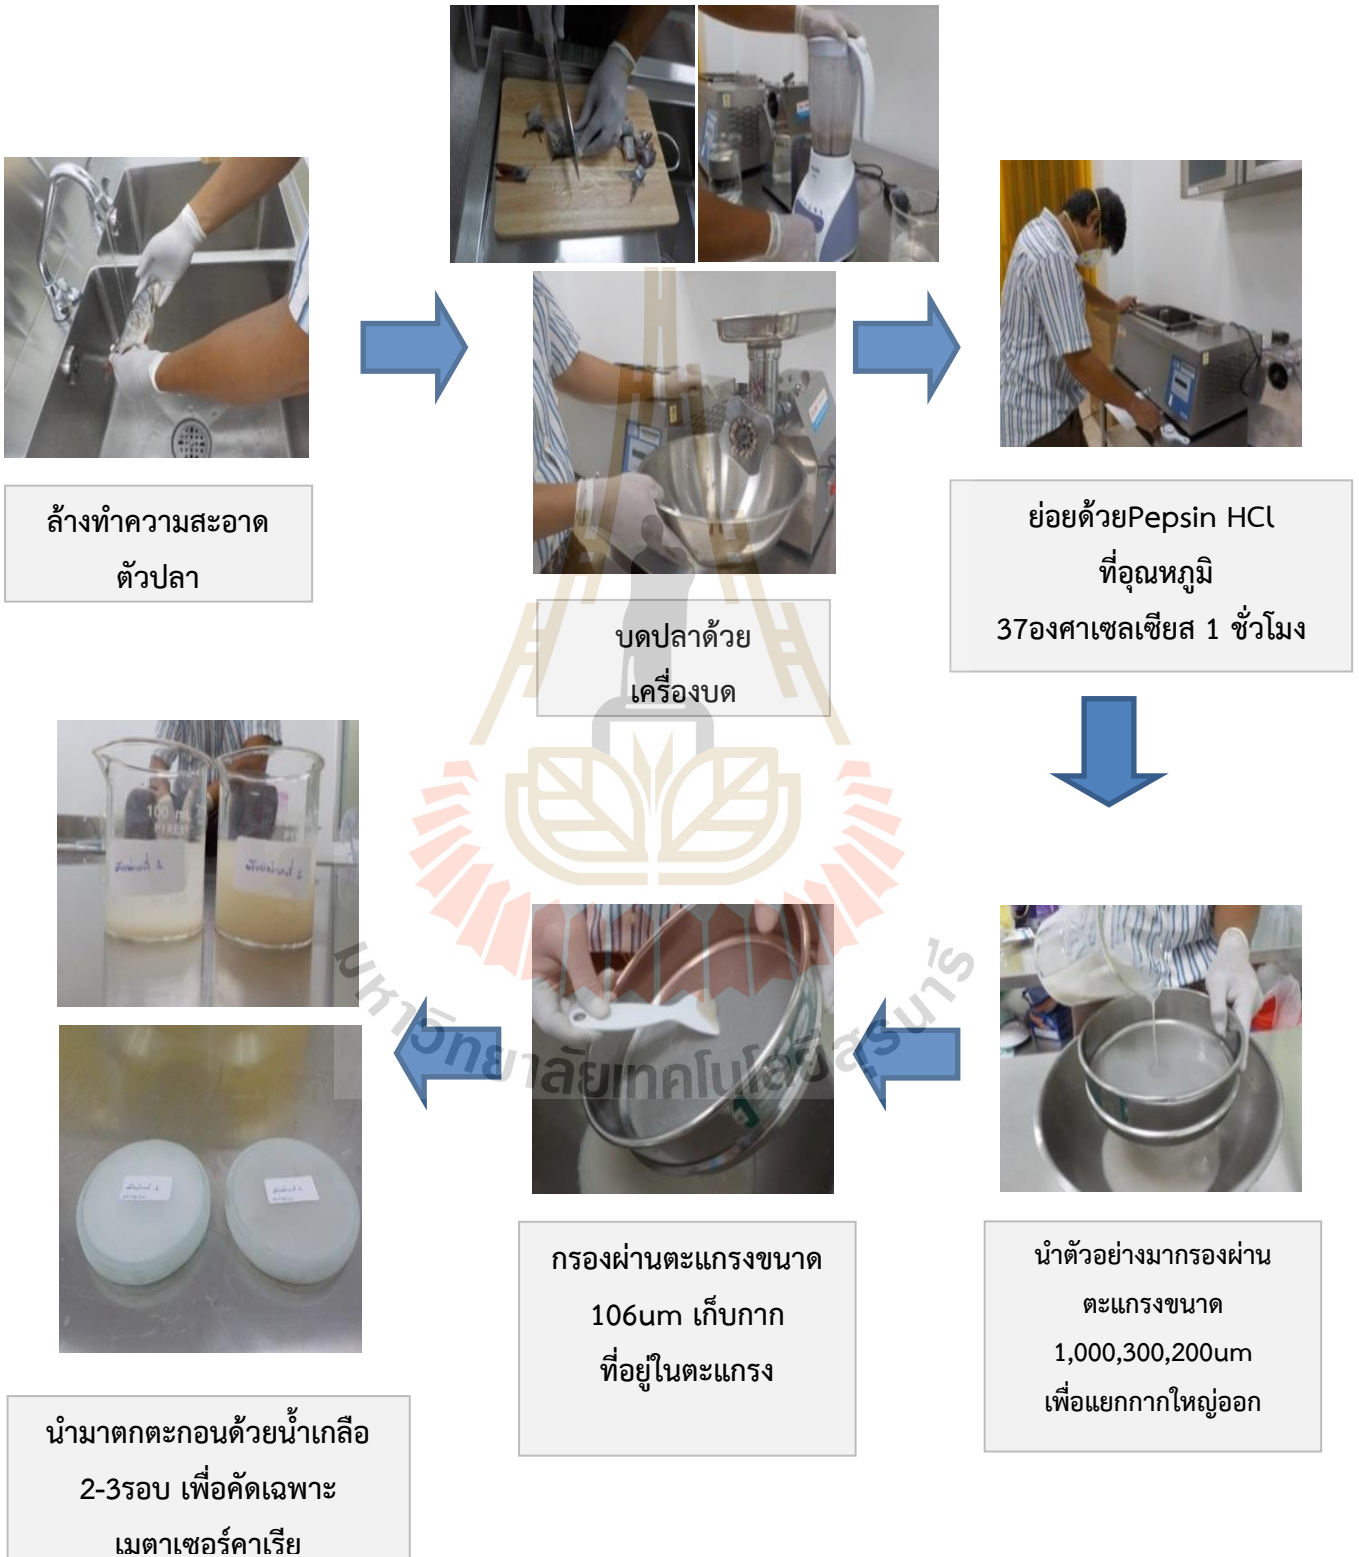 ล้างทำความสะอาด
ตัวปลา
บดปลาด้วย
เครื่องบด
ย่อยด้วยPepsin HCl
ที่อุณหภูมิ
37องศาเซลเซียส 1 ชั่วโมง
นำตัวอย่างมากรองผ่าน
ตะแกรงขนาด
1,000,300,200um
เพื่อแยกกากใหญ่ออก
กรองผ่านตะแกรงขนาด
106um เก็บกาก
ที่อยู่ในตะแกรง
100 mL
PYREX
นำมาตกตะกอนด้วยน้ำเกลือ
2-3รอบ เพื่อคัดเฉพาะ
เมตาเซอร์คาเรีย
มหาวิทยาลัยเทคโนโลยีสุรนารี